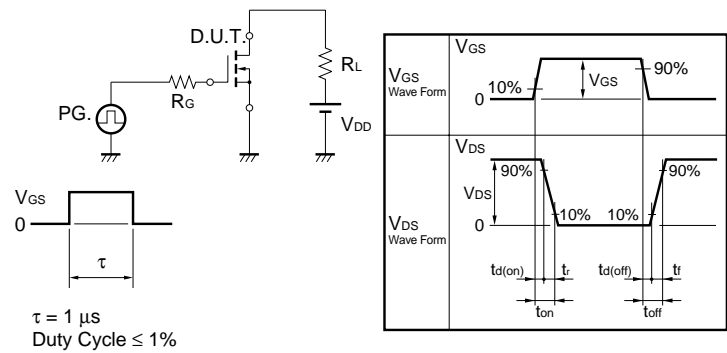 D.U.T.
RL
RG
PG.
VDD
VGS
0
τ
τ = 1 μs
Duty Cycle ≤ 1%
VGS
Wave Form
VGS
10%
90%
VGS
0
VDS
Wave Form
VDS
90%
90%
VDS
10%
10%
0
td(on)
tr
td(off)
tf
ton
toff